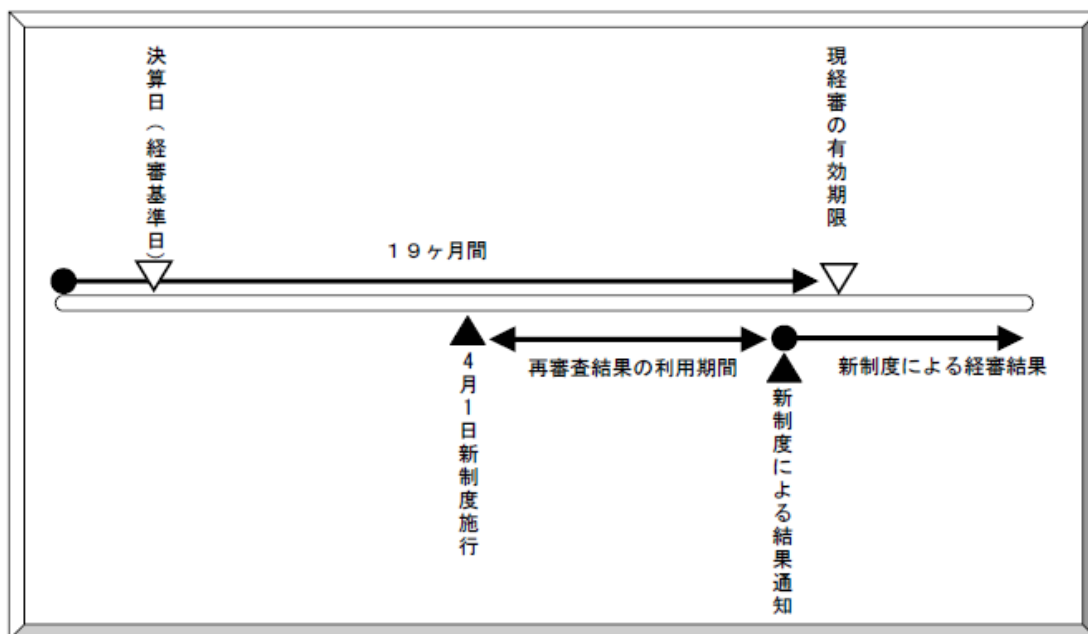 決算日（経審基準日）
現経審の有効期限
１９ヶ月間
４月１日新制度施行
再審査結果の利用期間
新制度による経審結果
新制度による結果通知